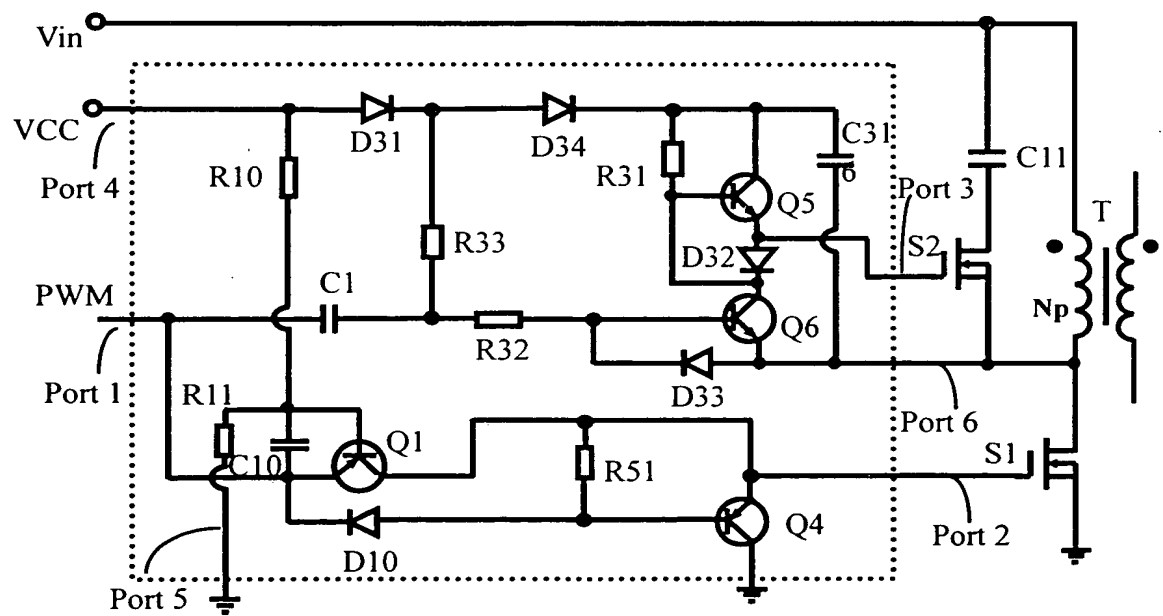 Vin
VCC
D31
D34
C31
6
C11
Port 4
R10
R31
Q5
Port 3
T
R33
D32
S2
PWM
C1
Np
Q6
R32
Port 1
D33
R11
Port 6
Q1
C10
R51
S1
Q4
D10
Port 2
Port 5